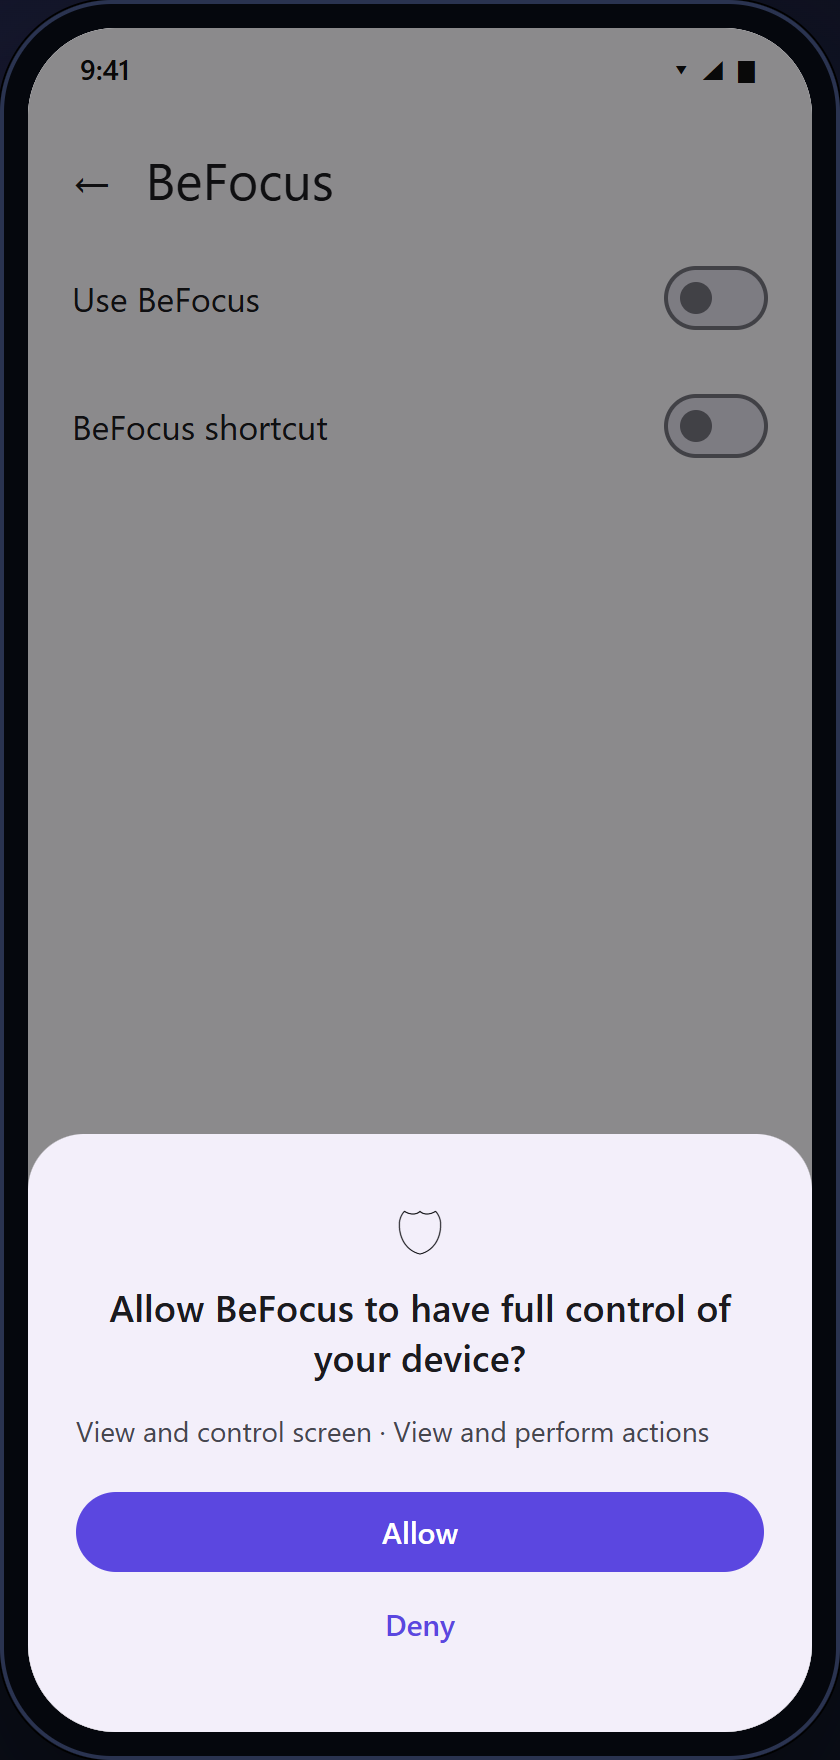 9:41
BeFocus
Use BeFocus
BeFocus shortcut
Allow BeFocus to have full control of
your device?
View and control screen · View and perform actions
Allow
Deny